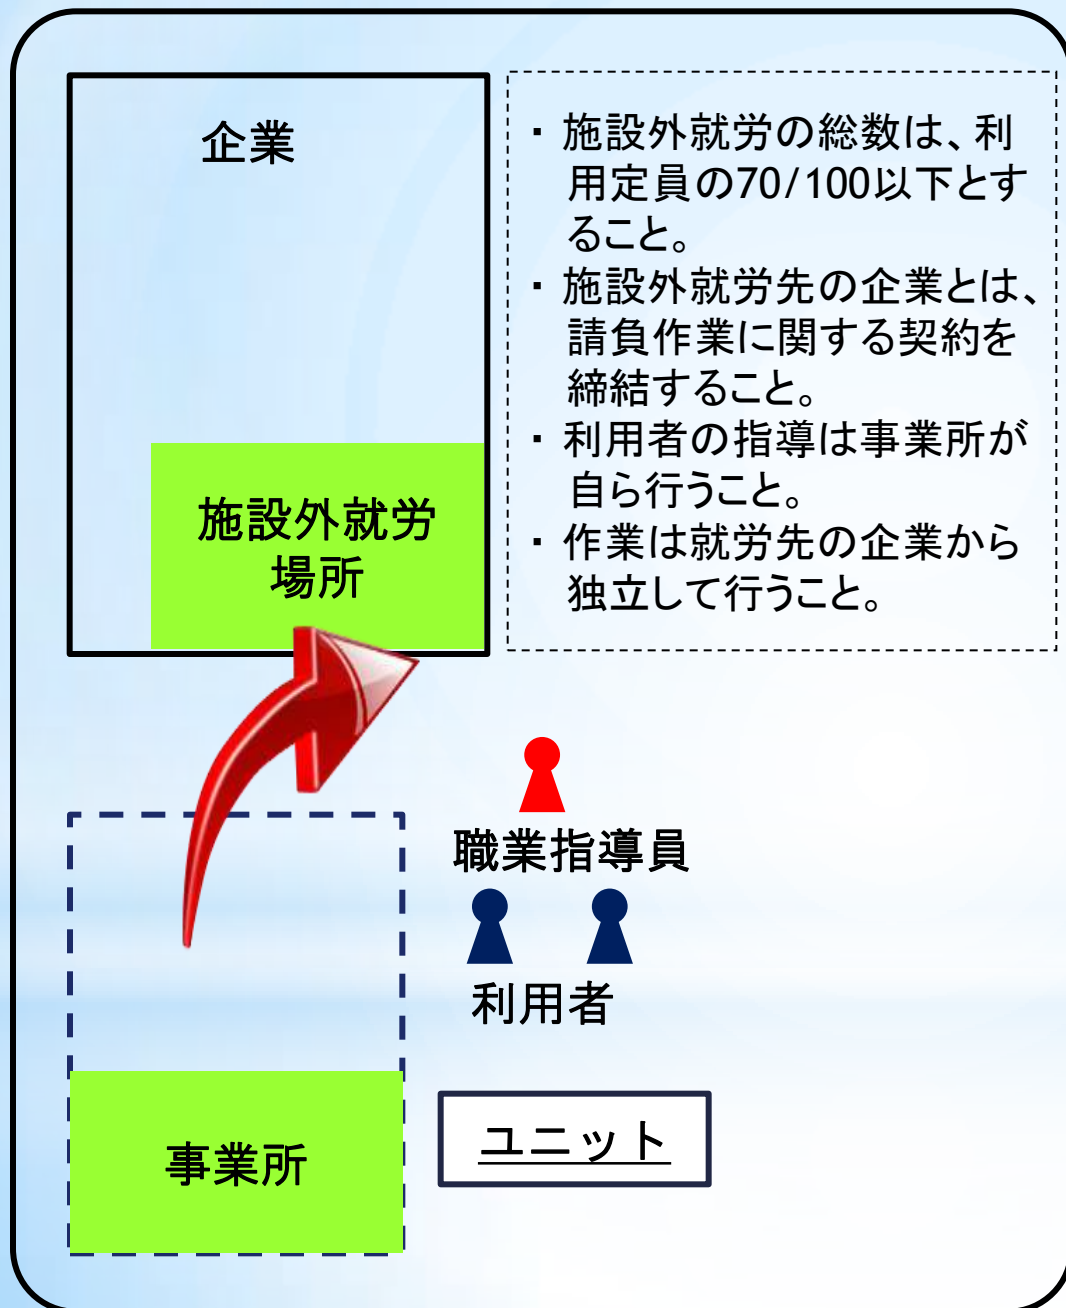 企業
・ 施設外就労の総数は、利
用定員の70/100以下とす
ること。
・ 施設外就労先の企業とは、
請負作業に関する契約を
締結すること。
・ 利用者の指導は事業所が
自ら行うこと。
・ 作業は就労先の企業から
独立して行うこと。
施設外就労
場所
職業指導員
利用者
ユニット
事業所